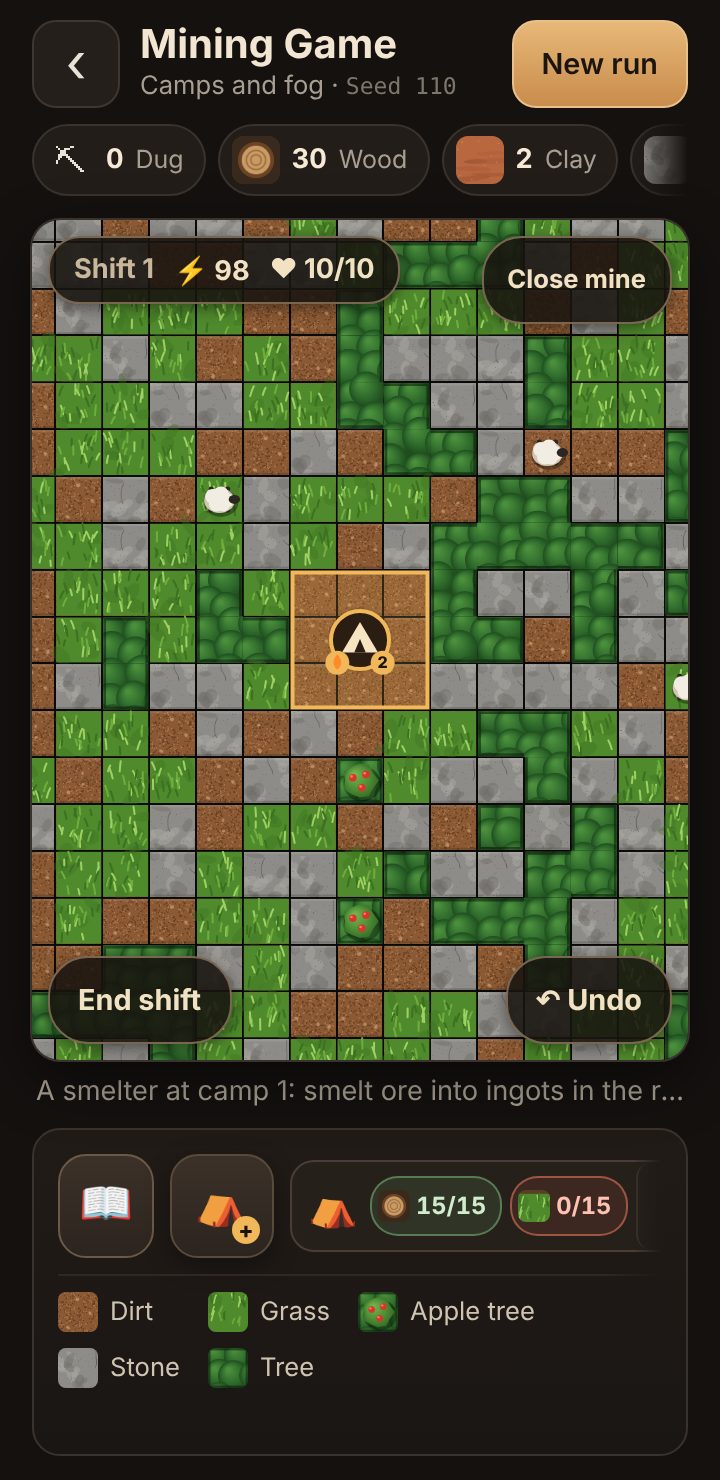 Mining Game
Camps and fog · Seed 110
New run
0 Dug
30 Wood
2 Clay
Shift 1 98 10/10
Close mine
2
End shift
Undo
A smelter at camp 1: smelt ore into ingots in the r…
15/15
0/15
Dirt
Grass
Apple tree
Stone
Tree